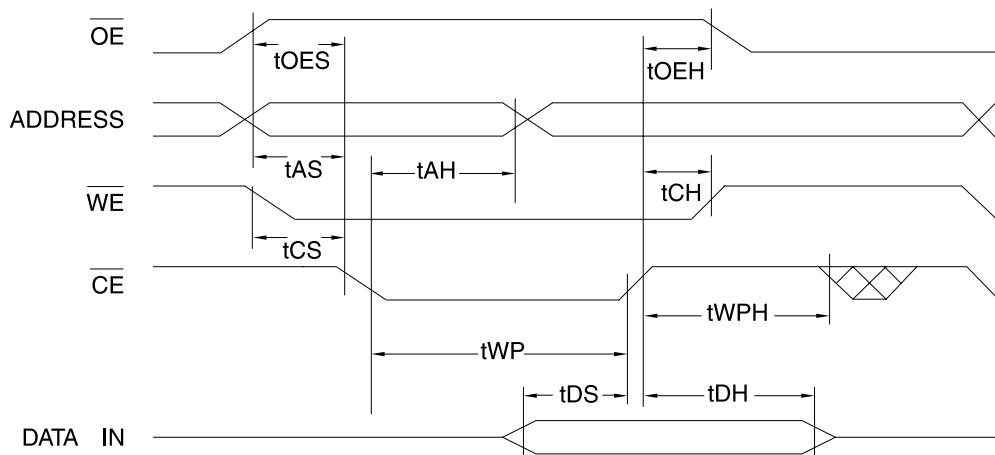 OE
tOES
tOEH
ADDRESS
tAS
tAH
WE
tCH
tCS
CE
tWPH
tWP
tDS
tDH
DATA IN